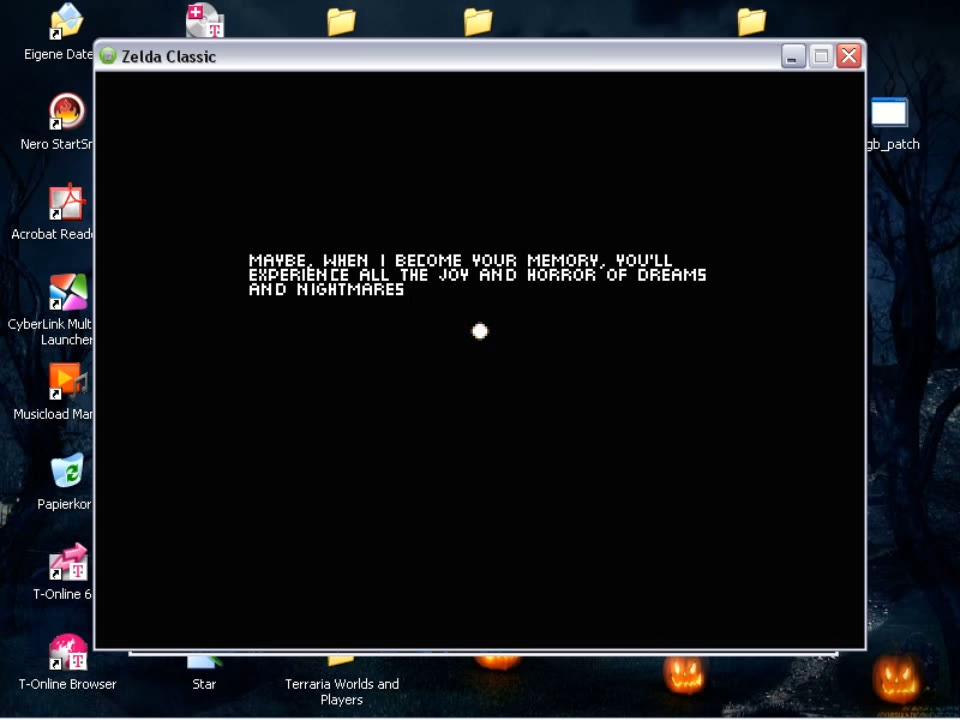 Eigene Date
Zelda Classic
Nero StartSm
gb_patch
Acrobat Reade
MAYBE, WHEN I BECOME YOUR MEMORY, YOU'LL
EXPERIENCE ALL THE JOY AND HORROR OF DREAMS
AND NIGHTMARES
CyberLink Mult
Launcher
Musicload Man
Papierkor
T-Online 6
T-Online Browser
Star
Terraria Worlds and
Players